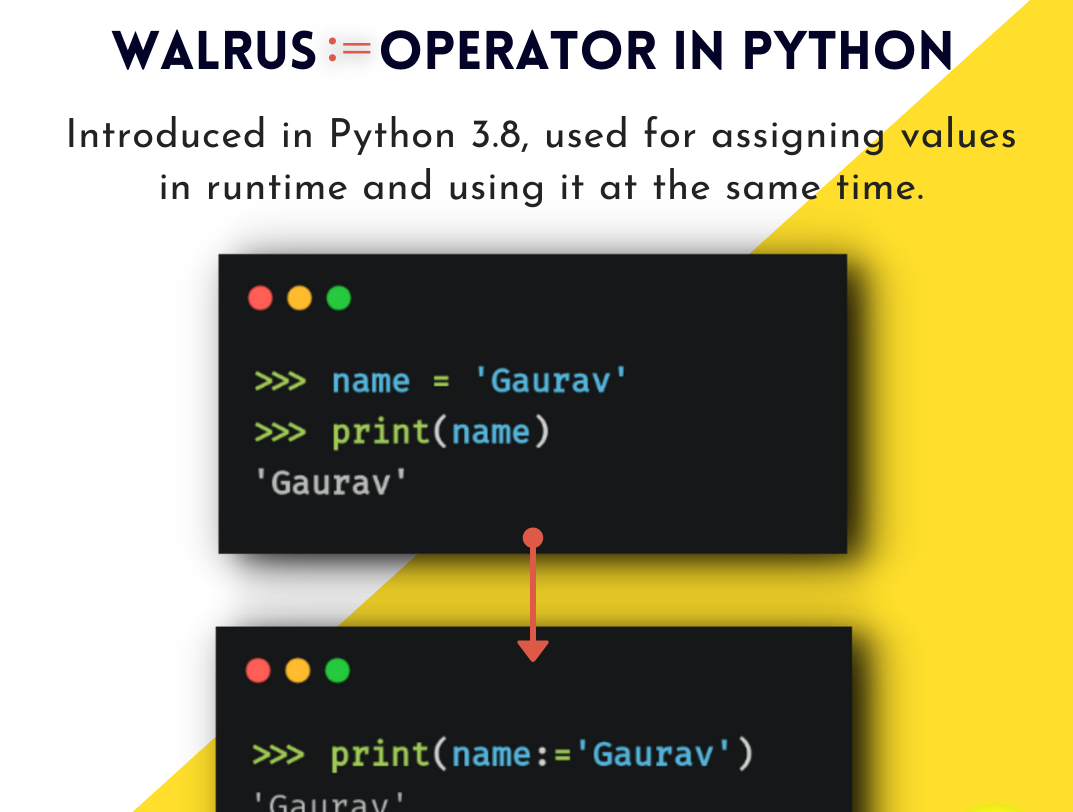 WALRUS := OPERATOR IN PYTHON
Introduced in Python 3.8, used for assigning values
in runtime and using it at the same time.
>>> name = 'Gaurav'
>>> print(name)
'Gaurav'
>>> print(name:='Gaurav')
'Gaurav'